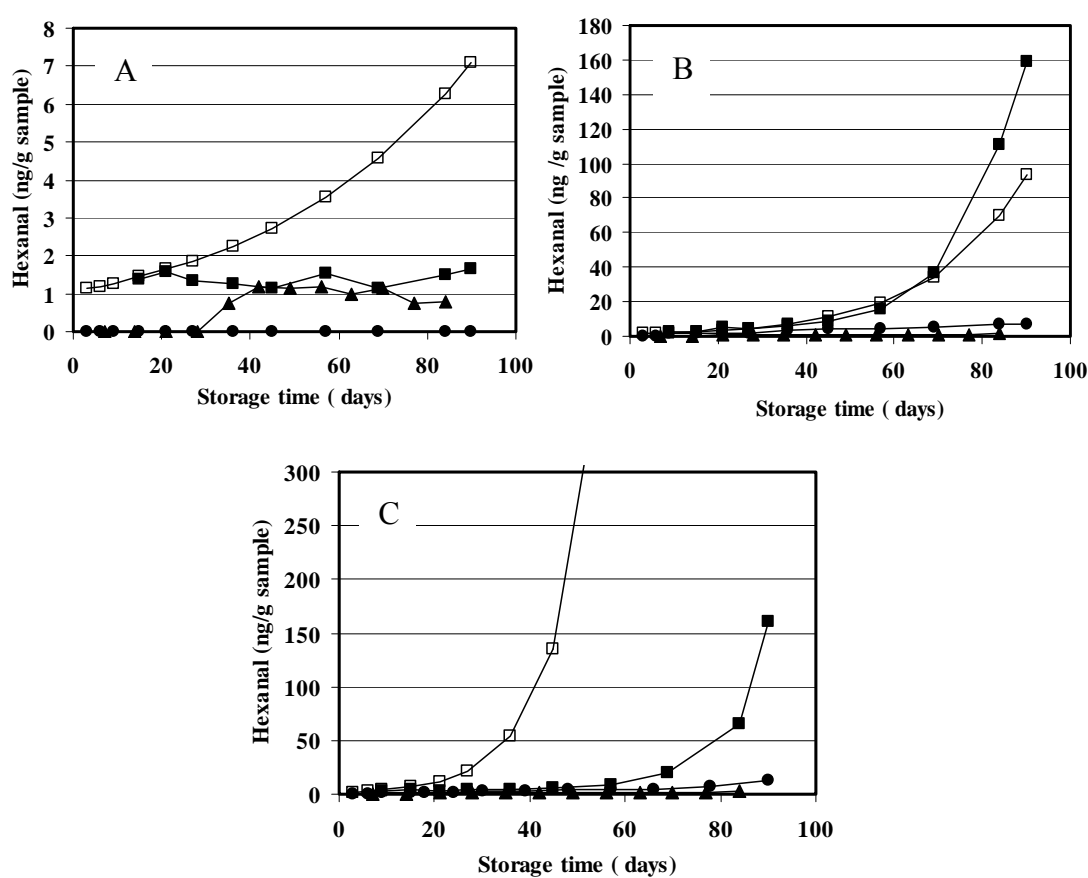 A
8
7
6
5
4
3
2
1
0
Hexanal (ng/g sample)
0 20 40 60 80 100
Storage time ( days)
B
180
160
140
120
100
80
60
40
20
0
Hexanal (ng /g sample)
0 20 40 60 80 100
Storage time ( days)
C
300
250
200
150
100
50
0
Hexanal (ng/g sample)
0 20 40 60 80 100
Storage time ( days)